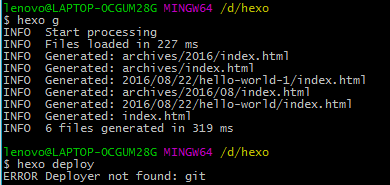 lenovo@LAPTOP-OCGUM28G MINGW64 /d/hexo
$ hexo g
INFO  Start processing
INFO  Files loaded in 227 ms
INFO  Generated: archives/2016/index.html
INFO  Generated: archives/index.html
INFO  Generated: 2016/08/22/hello-world-1/index.html
INFO  Generated: archives/2016/08/index.html
INFO  Generated: 2016/08/22/hello-world/index.html
INFO  Generated: index.html
INFO  6 files generated in 319 ms
lenovo@LAPTOP-OCGUM28G MINGW64 /d/hexo
$ hexo deploy
ERROR Deployer not found: git